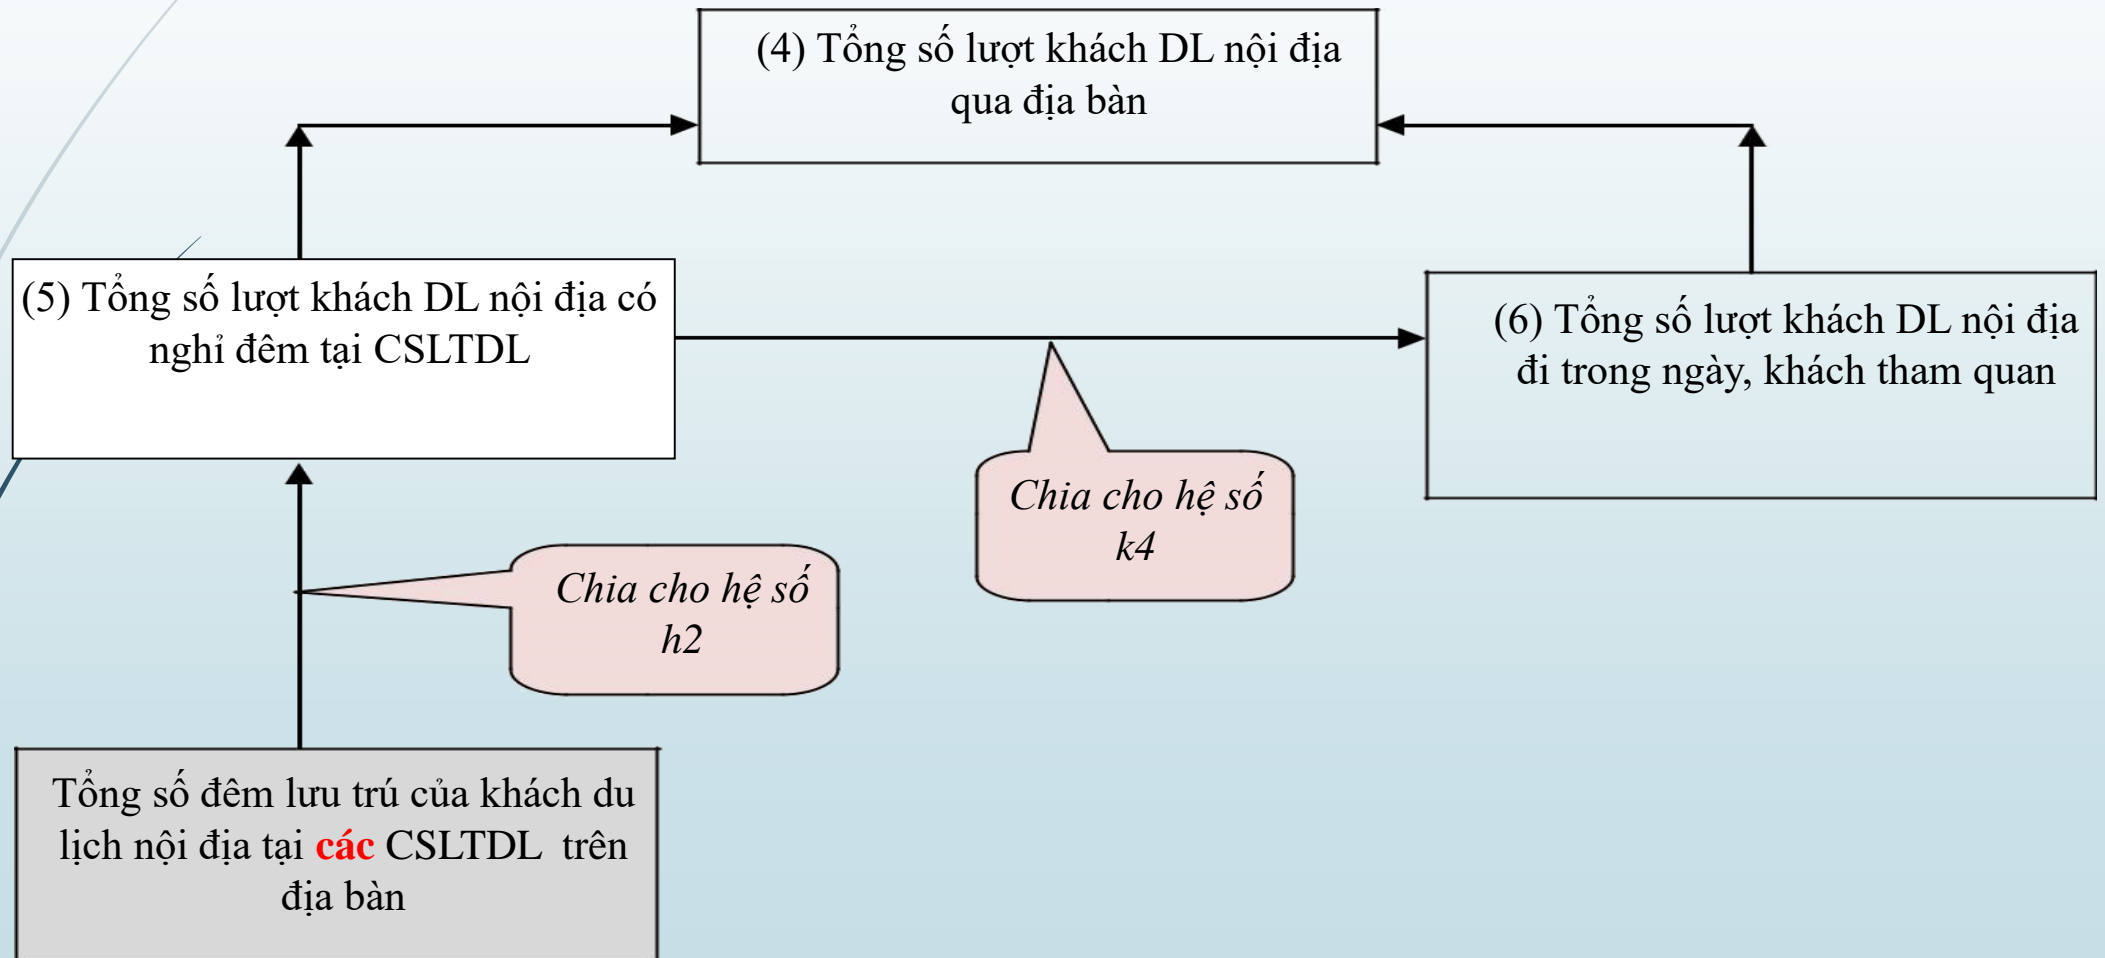 (4) Tổng số lượt khách DL nội địa
qua địa bàn
(5) Tổng số lượt khách DL nội địa có
nghỉ đêm tại CSLTDL
(6) Tổng số lượt khách DL nội địa
đi trong ngày, khách tham quan
Chia cho hệ số
k4
Chia cho hệ số
h2
Tổng số đêm lưu trú của khách du
lịch nội địa tại các CSLTDL trên
địa bàn